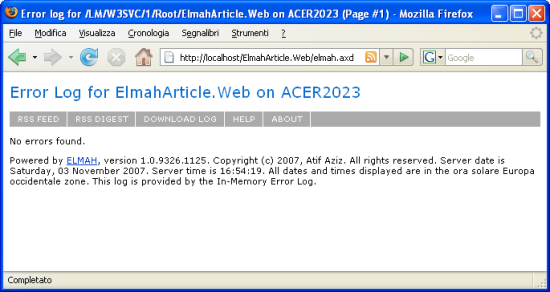 Error log for /LM/W3SVC/1/Root/ElmahArticle.Web on ACER2023 (Page #1) - Mozilla Firefox
File Modifica Visualizza Cronologia Segnalibri Strumenti ?
http://localhost/ElmahArticle.Web/elmah.axd G Google
Error Log for ElmahArticle.Web on ACER2023
RSS FEED RSS DIGEST DOWNLOAD LOG HELP ABOUT
No errors found.
Powered by ELMAH, version 1.0.9326.1125. Copyright (c) 2007, Atif Aziz. All rights reserved. Server date is
Saturday, 03 November 2007. Server time is 16:54:19. All dates and times displayed are in the ora solare Europa
occidentale zone. This log is provided by the In-Memory Error Log.
Completato